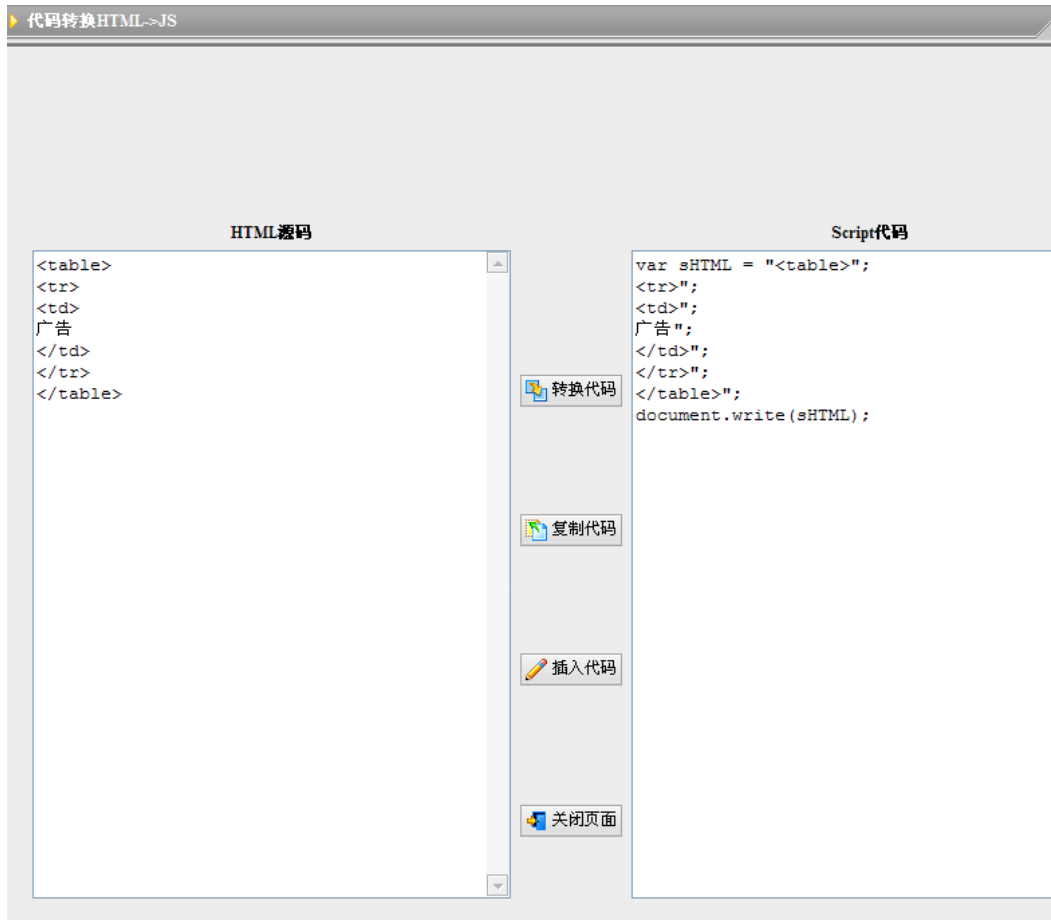 代码转换HTML->JS
HTML源码
<table>
<tr>
<td>
广告
</td>
</tr>
</table>
转换代码
复制代码
插入代码
关闭页面
Script代码
var sHTML = "<table>";
<tr>";
<td>";
广告";
</td>";
</tr>";
</table>";
document.write(sHTML);